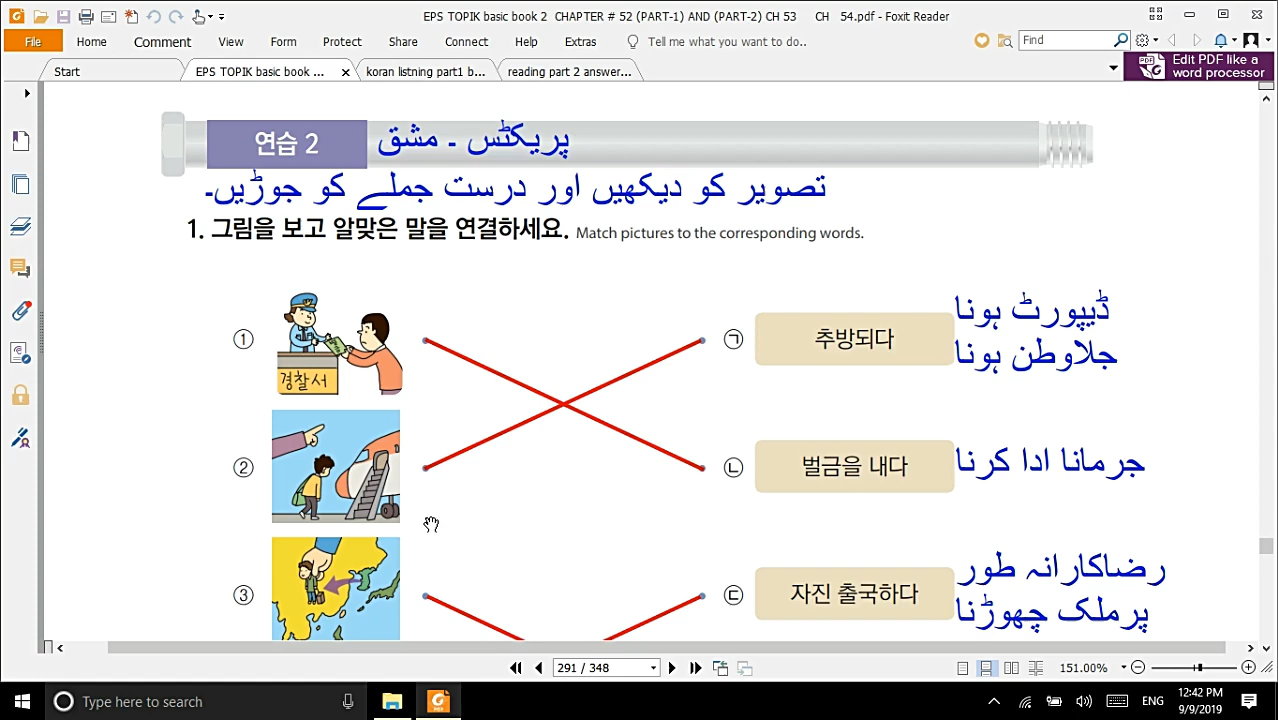 EPS TOPIK basic book 2 CHAPTER # 52 (PART-1) AND (PART-2) CH 53 CH 54.pdf - Foxit Reader
File Home Comment View Form Protect Share Connect Help Extras Tell me what you want to do.. Find
Start EPS TOPIK basic book ... koran listning part1 b... reading part 2 answer... Edit PDF like a word processor
연습 2 پریکٹس ۔ مشق
تصویر کو دیکھیں اور درست جملے کو جوڑیں۔
1. 그림을 보고 알맞은 말을 연결하세요. Match pictures to the corresponding words.
① 경찰서 ㉠ 추방되다 ڈیپورٹ ہونا
جلاوطن ہونا
② ㉡ 벌금을 내다 جرمانا ادا کرنا
③ ㉢ 자진 출국하다 رضاکارانہ طور
پرملک چھوڑنا
291 / 348 151.00%
Type here to search ENG 12:42 PM
9/9/2019